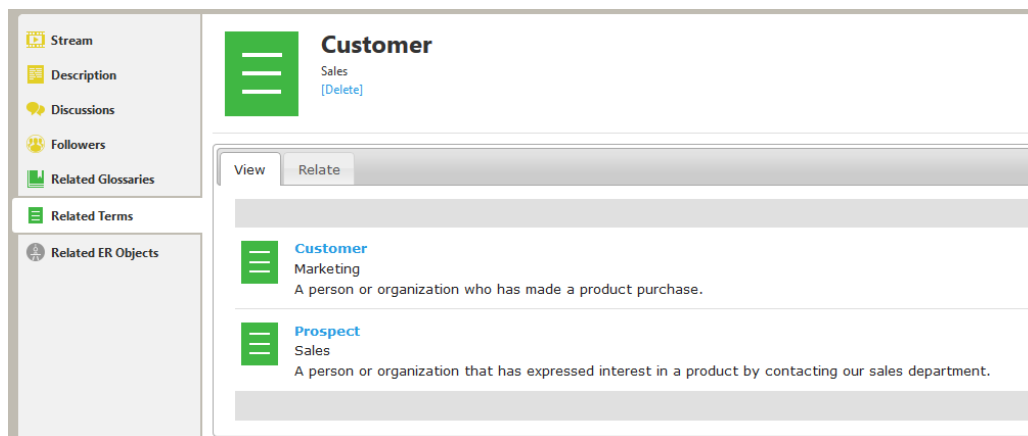 Stream
Description
Discussions
Followers
Related Glossaries
Related Terms
Related ER Objects
Customer
Sales
[Delete]
View
Relate
Customer
Marketing
A person or organization who has made a product purchase.
Prospect
Sales
A person or organization that has expressed interest in a product by contacting our sales department.